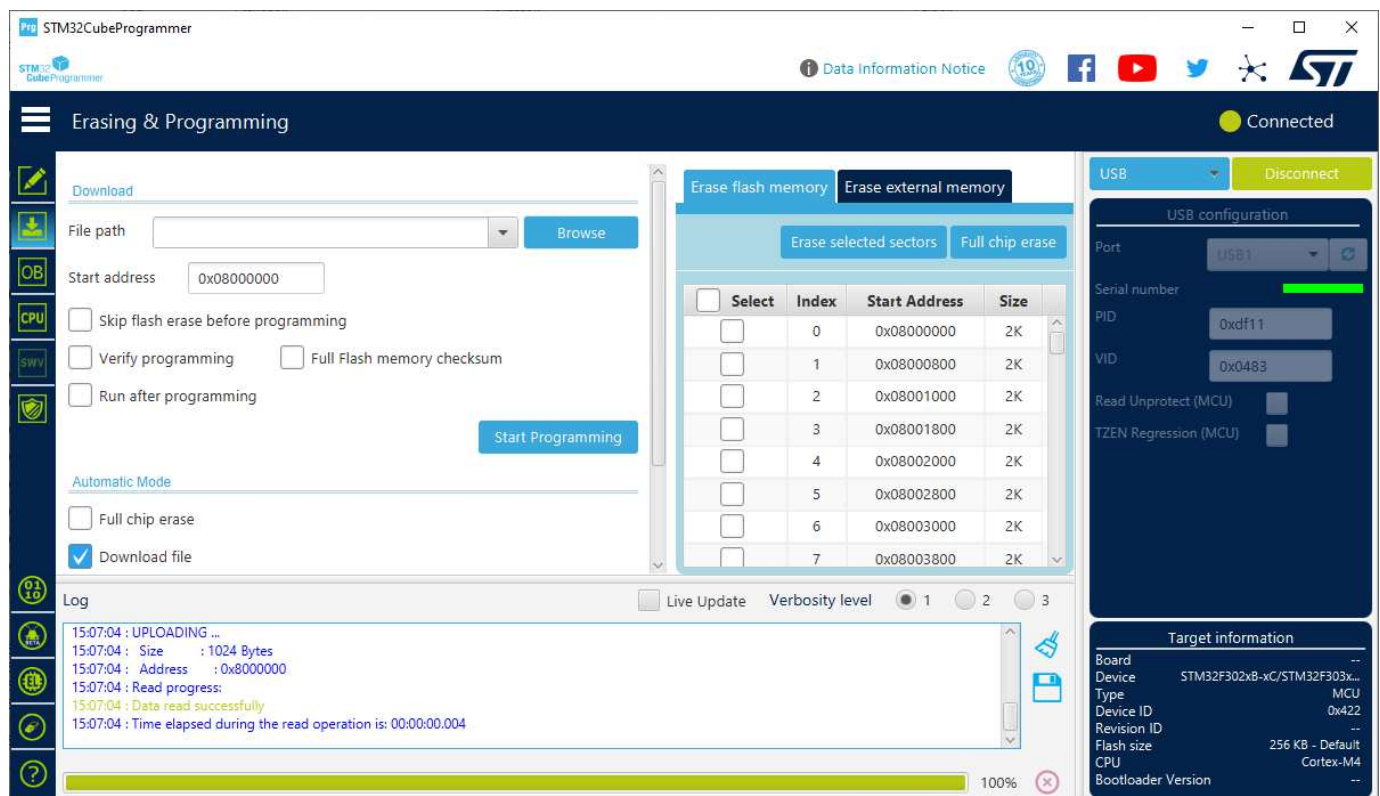 Prg STM32CubeProgrammer
STM32
CubeProgrammer
Data Information Notice
10
Erasing & Programming
Connected
Download
File path
Browse
Start address
0x08000000
Skip flash erase before programming
Verify programming
Full Flash memory checksum
Run after programming
Start Programming
Automatic Mode
Full chip erase
Download file
OB
CPU
SWV
Erase flash memory
Erase external memory
Erase selected sectors
Full chip erase
Select Index Start Address Size
0 0x08000000 2K
1 0x08000800 2K
2 0x08001000 2K
3 0x08001800 2K
4 0x08002000 2K
5 0x08002800 2K
6 0x08003000 2K
7 0x08003800 2K
USB
Disconnect
USB configuration
Port
USB1
Serial number
PID
0xdf11
VID
0x0483
Read Unprotect (MCU)
TZEN Regression (MCU)
Log
Live Update
Verbosity level
1
2
3
15:07:04 : UPLOADING ...
15:07:04 : Size : 1024 Bytes
15:07:04 : Address : 0x8000000
15:07:04 : Read progress:
15:07:04 : Data read successfully
15:07:04 : Time elapsed during the read operation is: 00:00:00.004
100%
Target information
Board --
Device STM32F302xB-xC/STM32F303x...
Type MCU
Device ID 0x422
Revision ID --
Flash size 256 KB - Default
CPU Cortex-M4
Bootloader Version --